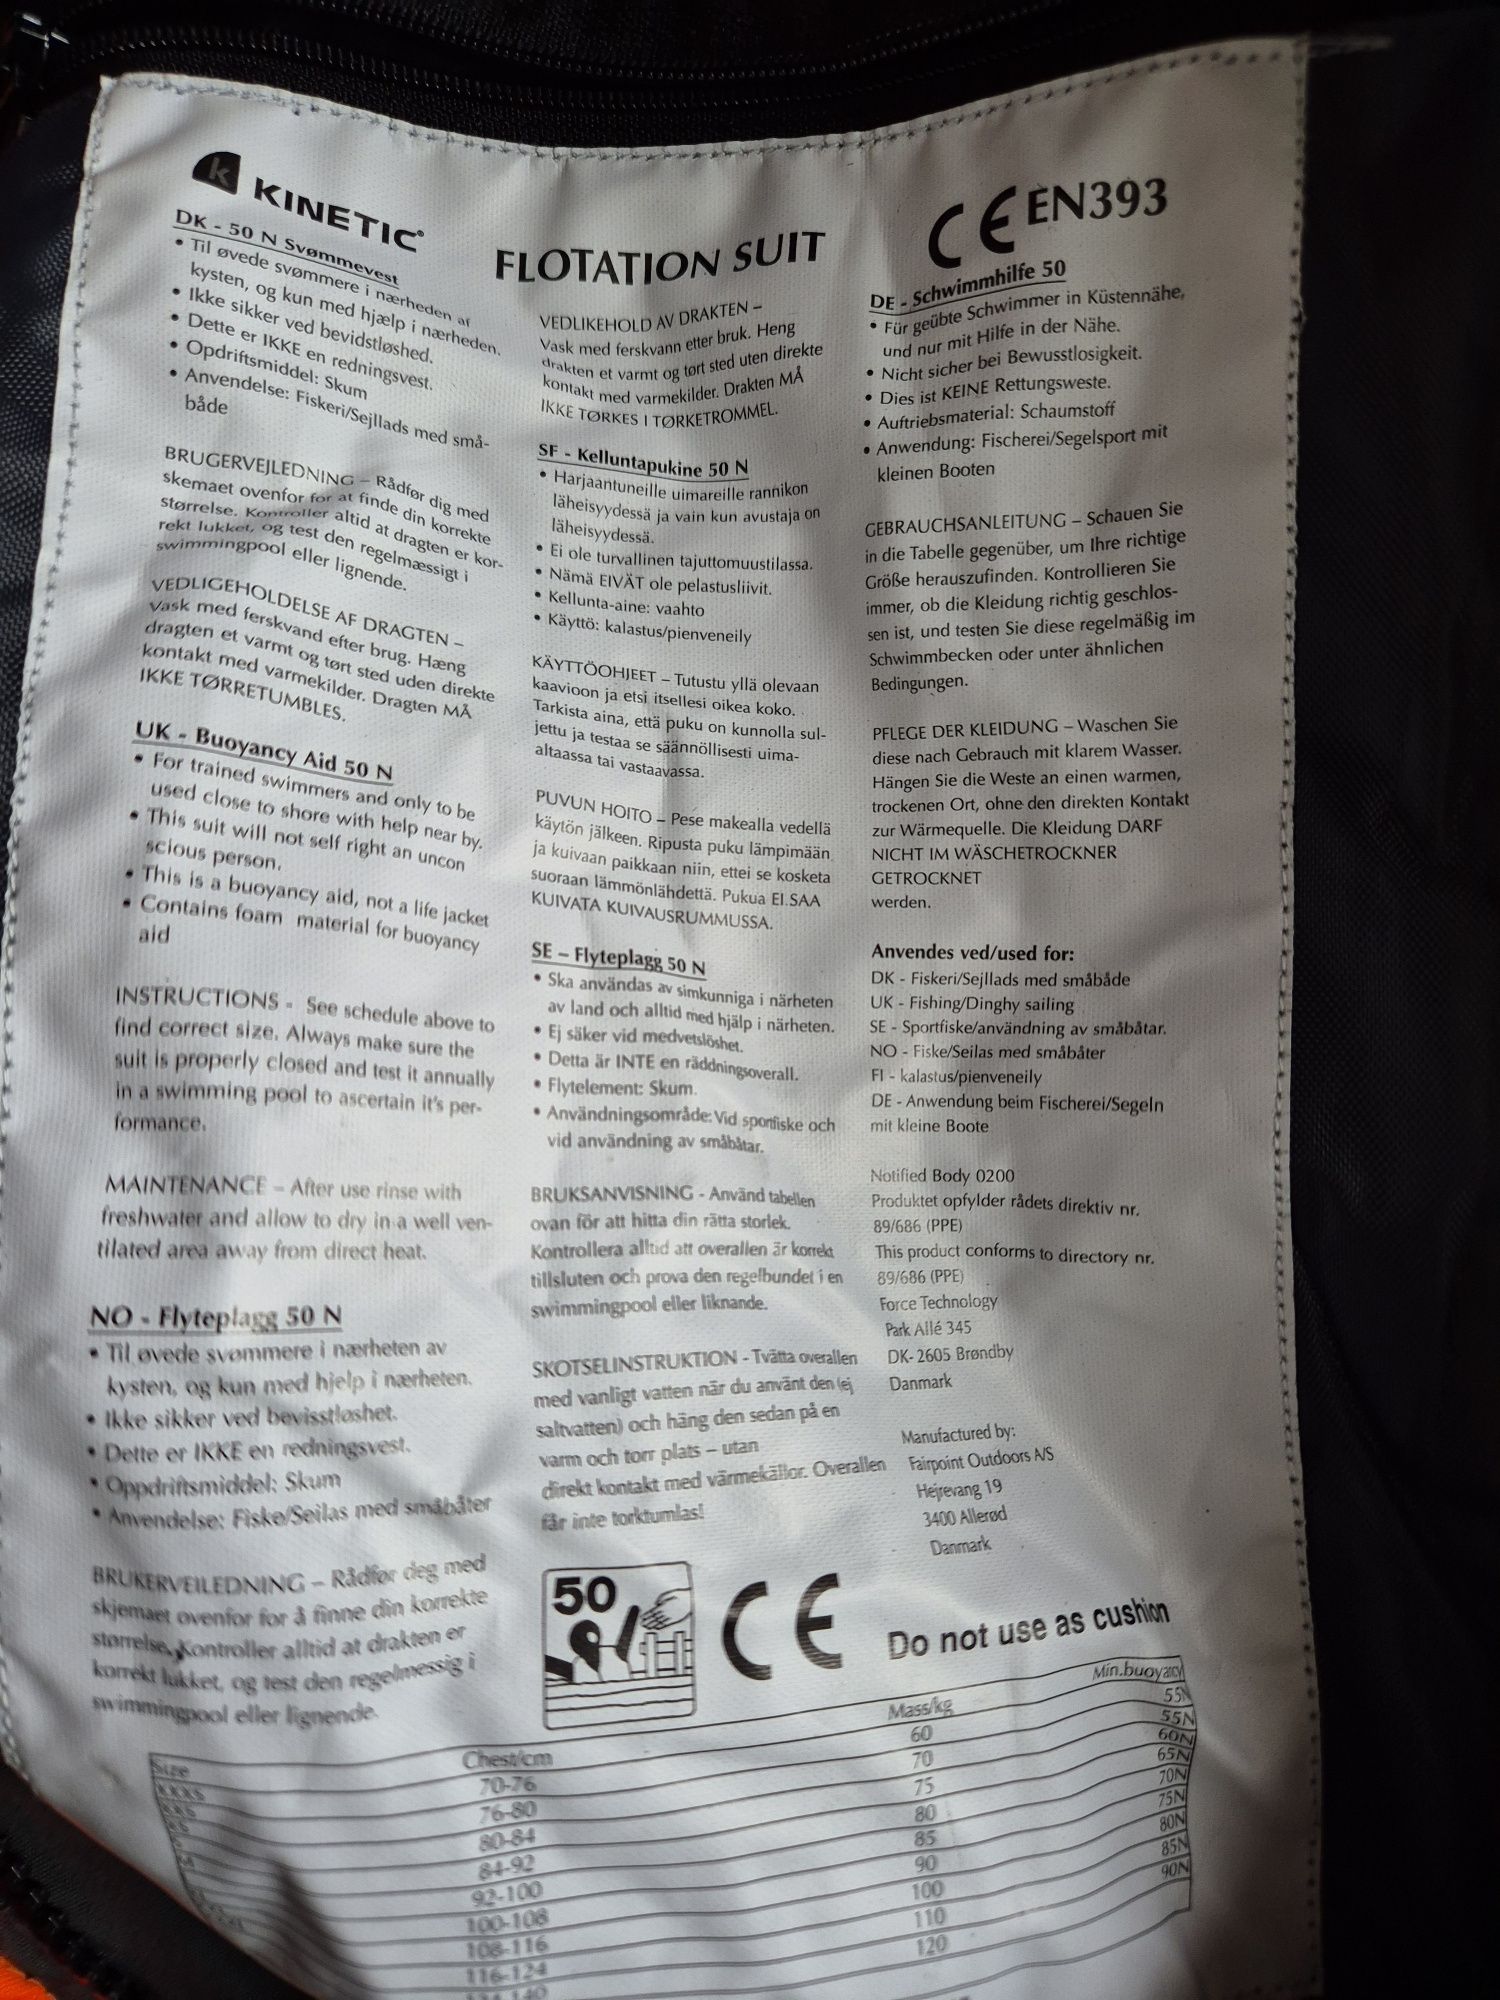 KINETIC
FLOTATION SUIT
CE EN393
DK - 50 N Svømmevest
• Til øvede svømmere i nærheden af
kysten, og kun med hjælp i nærheden.
• Ikke sikker ved bevidstløshed.
• Dette er IKKE en redningsvest.
• Opdriftsmiddel: Skum
• Anvendelse: Fiskeri/Sejllads med små-
både
BRUGERVEJLEDNING – Rådfør dig med
skemaet ovenfor for at finde din korrekte
størrelse. Kontroller altid at dragten er kor-
rekt lukket, og test den regelmæssigt i
swimmingpool eller lignende.
VEDLIGEHOLDELSE AF DRAGTEN –
Vask med ferskvand efter brug. Hæng
dragten et varmt og tørt sted uden direkte
kontakt med varmekilder. Dragten MÅ
IKKE TØRRETUMBLES.
UK - Buoyancy Aid 50 N
• For trained swimmers and only to be
used close to shore with help near by.
• This suit will not self right an uncon
scious person.
• This is a buoyancy aid, not a life jacket
• Contains foam material for buoyancy
aid
INSTRUCTIONS - See schedule above to
find correct size. Always make sure the
suit is properly closed and test it annually
in a swimming pool to ascertain it's per-
formance.
MAINTENANCE – After use rinse with
freshwater and allow to dry in a well ven-
tilated area away from direct heat.
NO - Flyteplagg 50 N
• Til øvede svømmere i nærheten av
kysten, og kun med hjelp i nærheten.
• Ikke sikker ved bevisstløshet.
• Dette er IKKE en redningsvest.
• Oppdriftsmiddel: Skum
• Anvendelse: Fiske/Seilas med småbåter
BRUKERVEILEDNING – Rådfør deg med
skjemaet ovenfor for å finne din korrekte
størrelse. Kontroller alltid at drakten er
korrekt lukket, og test den regelmessig i
swimmingpool eller lignende.
VEDLIKEHOLD AV DRAKTEN –
Vask med ferskvann etter bruk. Heng
drakten et varmt og tørt sted uten direkte
kontakt med varmekilder. Drakten MÅ
IKKE TØRKES I TØRKETROMMEL.
SF - Kelluntapukine 50 N
• Harjaantuneille uimareille rannikon
läheisyydessä ja vain kun avustaja on
läheisyydessä.
• Ei ole turvallinen tajuttomuustilassa.
• Nämä EIVÄT ole pelastusliivit.
• Kellunta-aine: vaahto
• Käyttö: kalastus/pienveneily
KÄYTTÖOHJEET – Tutustu yllä olevaan
kaavioon ja etsi itsellesi oikea koko.
Tarkista aina, että puku on kunnolla sul-
jettu ja testaa se säännöllisesti uima-
altaassa tai vastaavassa.
PUVUN HOITO – Pese makealla vedellä
käytön jälkeen. Ripusta puku lämpimään
ja kuivaan paikkaan niin, ettei se kosketa
suoraan lämmönlähdettä. Pukua EI SAA
KUIVATA KUIVAUSRUMMUSSA.
SE – Flyteplagg 50 N
• Ska användas av simkunniga i närheten
av land och alltid med hjälp i närheten.
• Ej säker vid medvetslöshet.
• Detta är INTE en räddningsoverall.
• Flytelement: Skum.
• Användningsområde: Vid sportfiske och
vid användning av småbåtar.
BRUKSANVISNING - Använd tabellen
ovan för att hitta din rätta storlek.
Kontrollera alltid att overallen är korrekt
tillsluten och prova den regelbundet i en
swimmingpool eller liknande.
SKOTSELINSTRUKTION - Tvätta overallen
med vanligt vatten när du använt den (ej
saltvatten) och häng den sedan på en
varm och torr plats – utan
direkt kontakt med värmekällor. Overallen
får inte torktumlas!
DE - Schwimmhilfe 50
• Für geübte Schwimmer in Küstennähe,
und nur mit Hilfe in der Nähe.
• Nicht sicher bei Bewusstlosigkeit.
• Dies ist KEINE Rettungsweste.
• Auftriebsmaterial: Schaumstoff
• Anwendung: Fischerei/Segelsport mit
kleinen Booten
GEBRAUCHSANLEITUNG – Schauen Sie
in die Tabelle gegenüber, um Ihre richtige
Größe herauszufinden. Kontrollieren Sie
immer, ob die Kleidung richtig geschlos-
sen ist, und testen Sie diese regelmäßig im
Schwimmbecken oder unter ähnlichen
Bedingungen.
PFLEGE DER KLEIDUNG – Waschen Sie
diese nach Gebrauch mit klarem Wasser.
Hängen Sie die Weste an einen warmen,
trockenen Ort, ohne den direkten Kontakt
zur Wärmequelle. Die Kleidung DARF
NICHT IM WÄSCHETROCKNER
GETROCKNET
werden.
Anvendes ved/used for:
DK - Fiskeri/Sejllads med småbåde
UK - Fishing/Dinghy sailing
SE - Sportfiske/användning av småbåtar.
NO - Fiske/Seilas med småbåter
FI - kalastus/pienveneily
DE - Anwendung beim Fischerei/Segeln
mit kleine Boote
Notified Body 0200
Produktet opfylder rådets direktiv nr.
89/686 (PPE)
This product conforms to directory nr.
89/686 (PPE)
Force Technology
Park Allé 345
DK- 2605 Brøndby
Danmark
Manufactured by:
Fairpoint Outdoors A/S
Hejrevang 19
3400 Allerød
Danmark
50
CE
Do not use as cushion
Size Chest/cm Mass/kg Min.buoyancy
XXXS 70-76 60 55N
XXS 76-80 70 55N
XS 80-84 75 60N
84-92 80 65N
92-100 85 70N
100-108 90 75N
108-116 100 80N
116-124 110 85N
120 90N